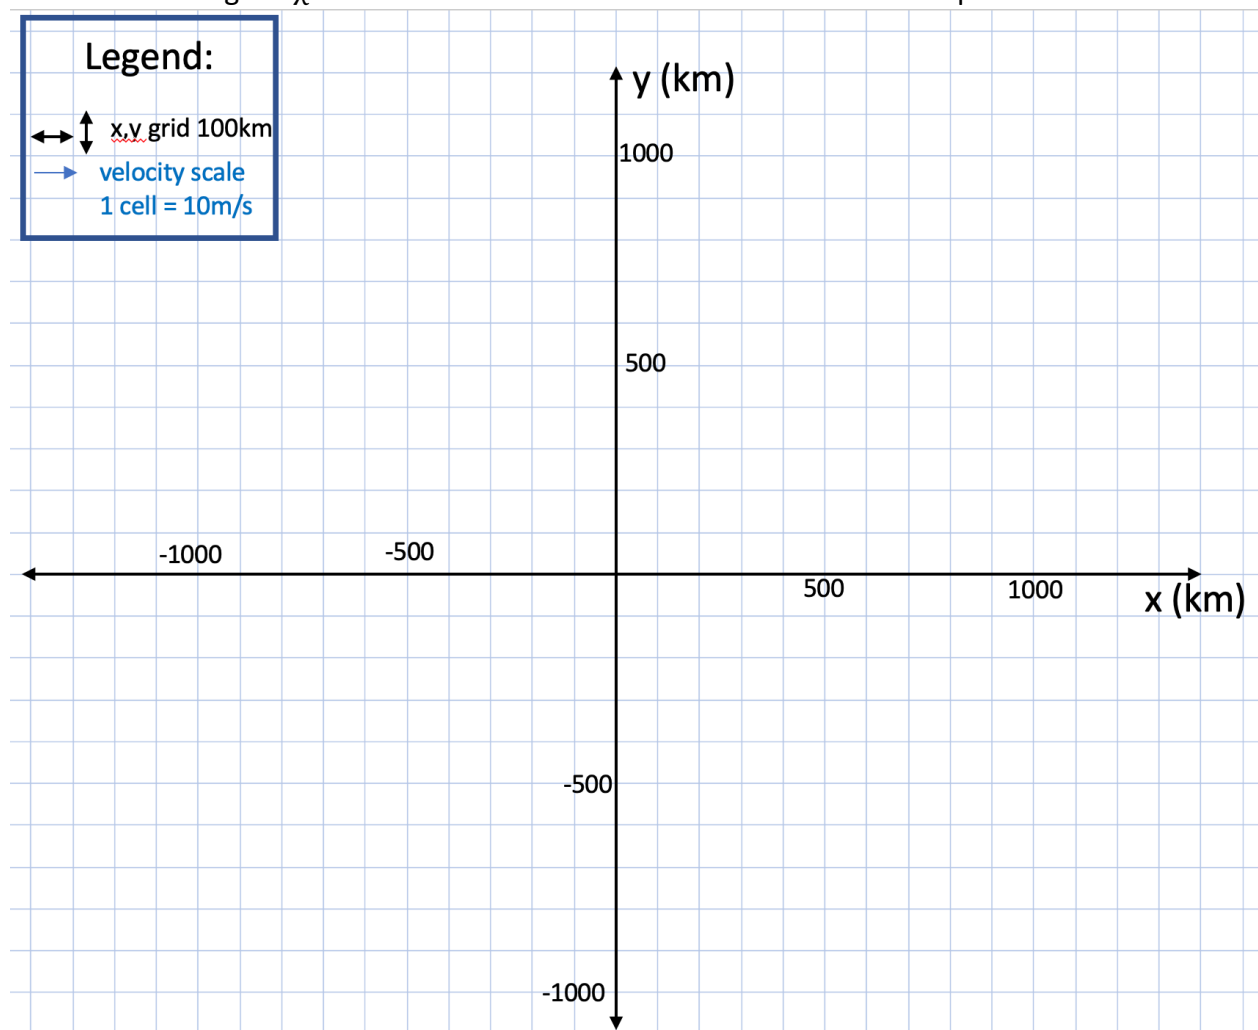 Legend:
x,y grid 100km
velocity scale
1 cell = 10m/s
y (km)
1000
500
-1000
-500
500
1000
x (km)
-500
-1000